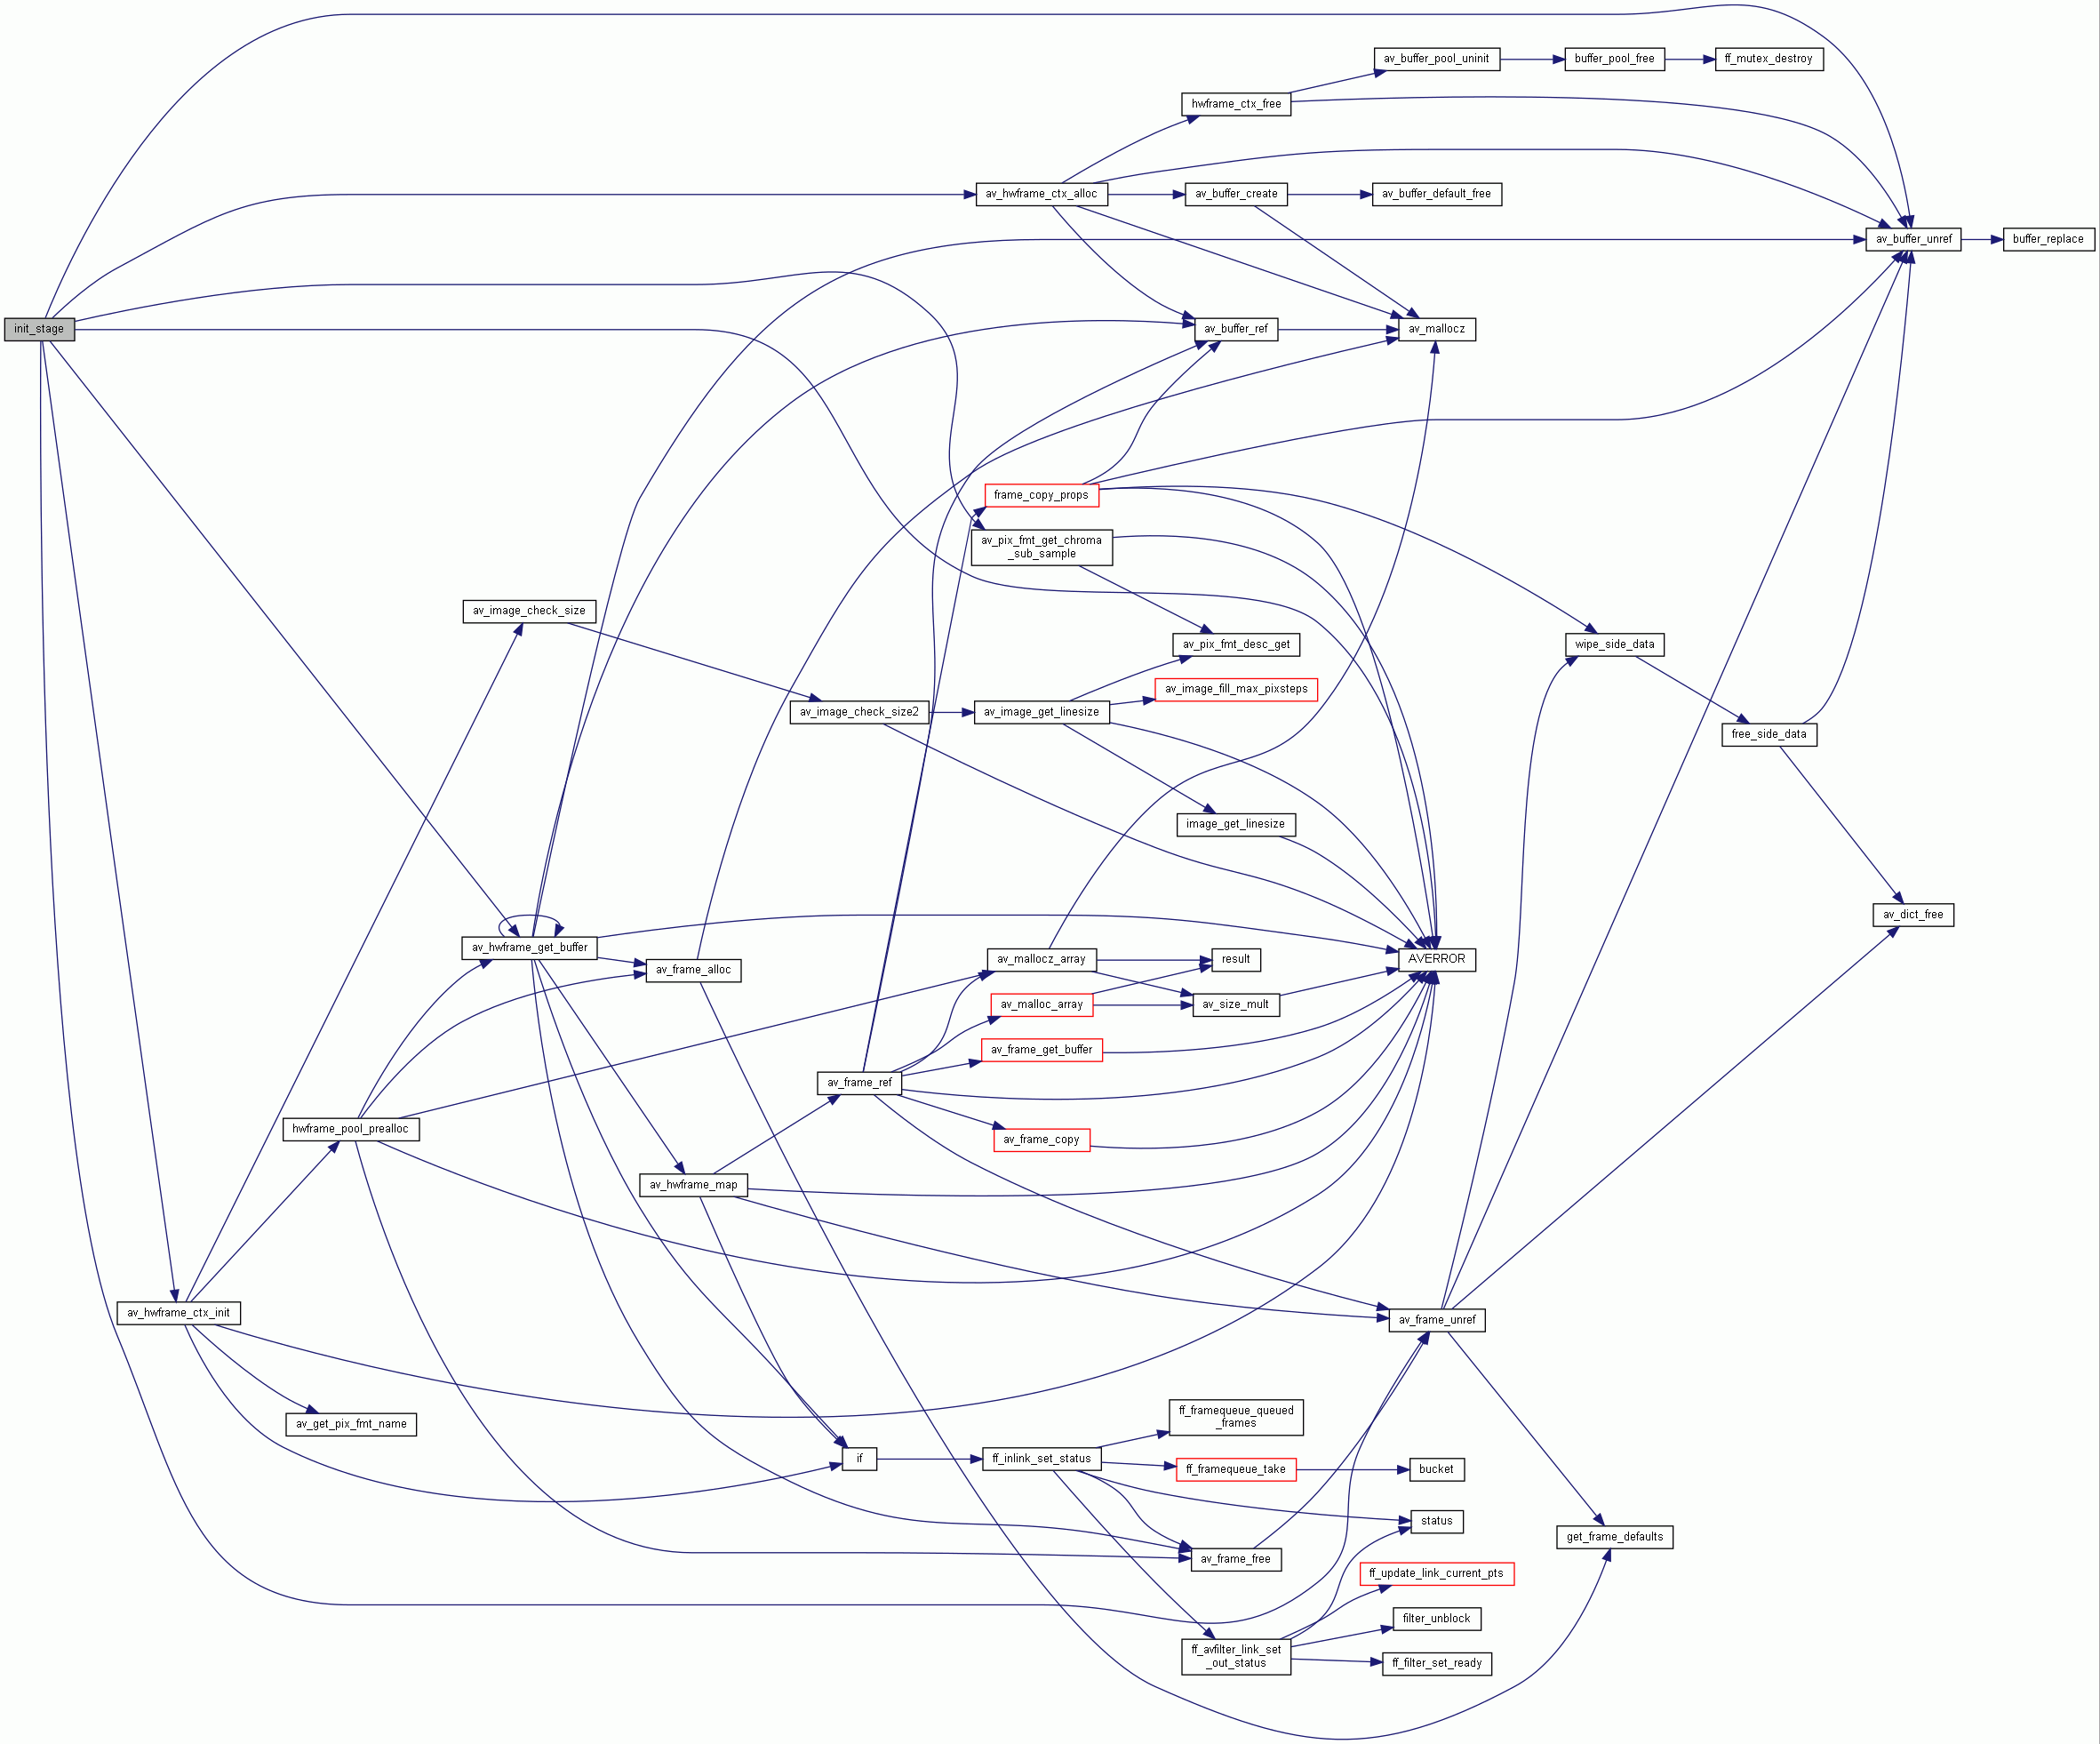 av_buffer_pool_uninit
buffer_pool_free
ff_mutex_destroy
hwframe_ctx_free
av_hwframe_ctx_alloc
av_buffer_create
av_buffer_default_free
av_buffer_unref
buffer_replace
init_stage
av_buffer_ref
av_mallocz
frame_copy_props
av_pix_fmt_get_chroma
_sub_sample
av_image_check_size
av_pix_fmt_desc_get
wipe_side_data
av_image_fill_max_pixsteps
av_image_check_size2
av_image_get_linesize
free_side_data
image_get_linesize
av_dict_free
av_hwframe_get_buffer
av_frame_alloc
av_mallocz_array
result
AVERROR
av_malloc_array
av_size_mult
av_frame_get_buffer
av_frame_ref
hwframe_pool_prealloc
av_frame_copy
av_hwframe_map
av_hwframe_ctx_init
av_frame_unref
av_get_pix_fmt_name
ff_framequeue_queued
_frames
if
ff_inlink_set_status
ff_framequeue_take
bucket
status
get_frame_defaults
av_frame_free
ff_update_link_current_pts
filter_unblock
ff_avfilter_link_set
_out_status
ff_filter_set_ready